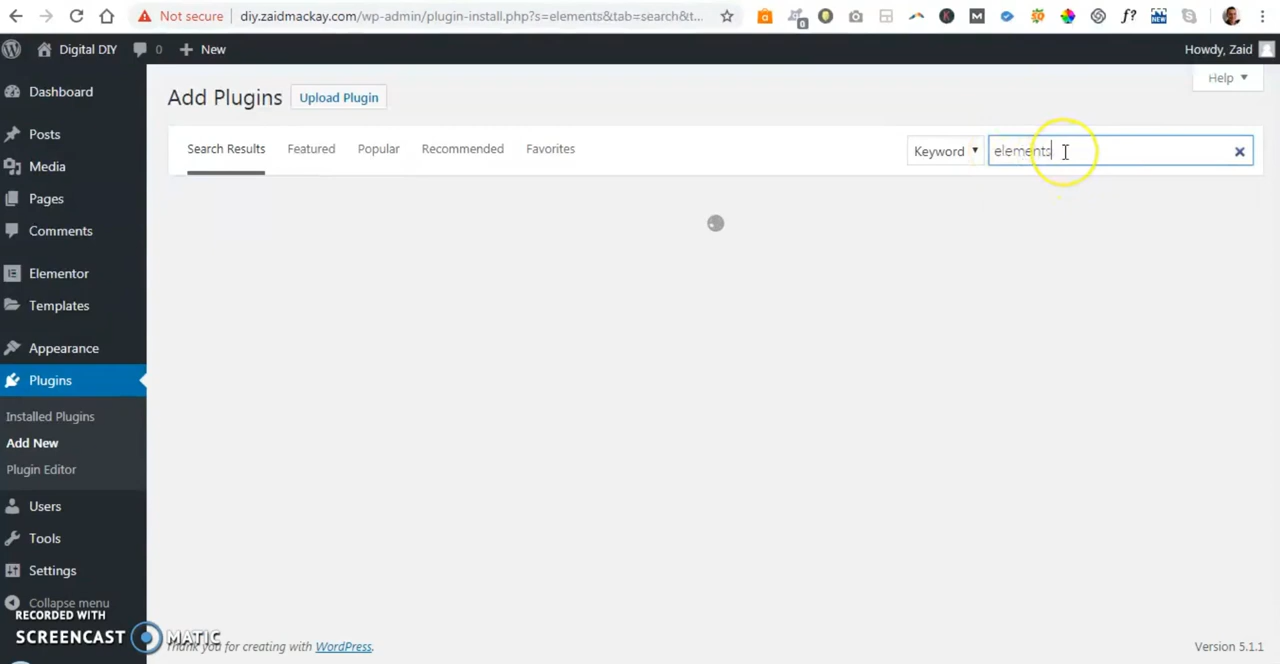 Not secure diy.zaidmackay.com/wp-admin/plugin-install.php?s=elements&tab=search&t...
Digital DIY 0 New Howdy, Zaid
Help
Add Plugins Upload Plugin
Search Results Featured Popular Recommended Favorites Keyword elements
Dashboard
Posts
Media
Pages
Comments
Elementor
Templates
Appearance
Plugins
Installed Plugins
Add New
Plugin Editor
Users
Tools
Settings
Collapse menu
RECORDED WITH
SCREENCAST MATIC
Thank you for creating with WordPress. Version 5.1.1